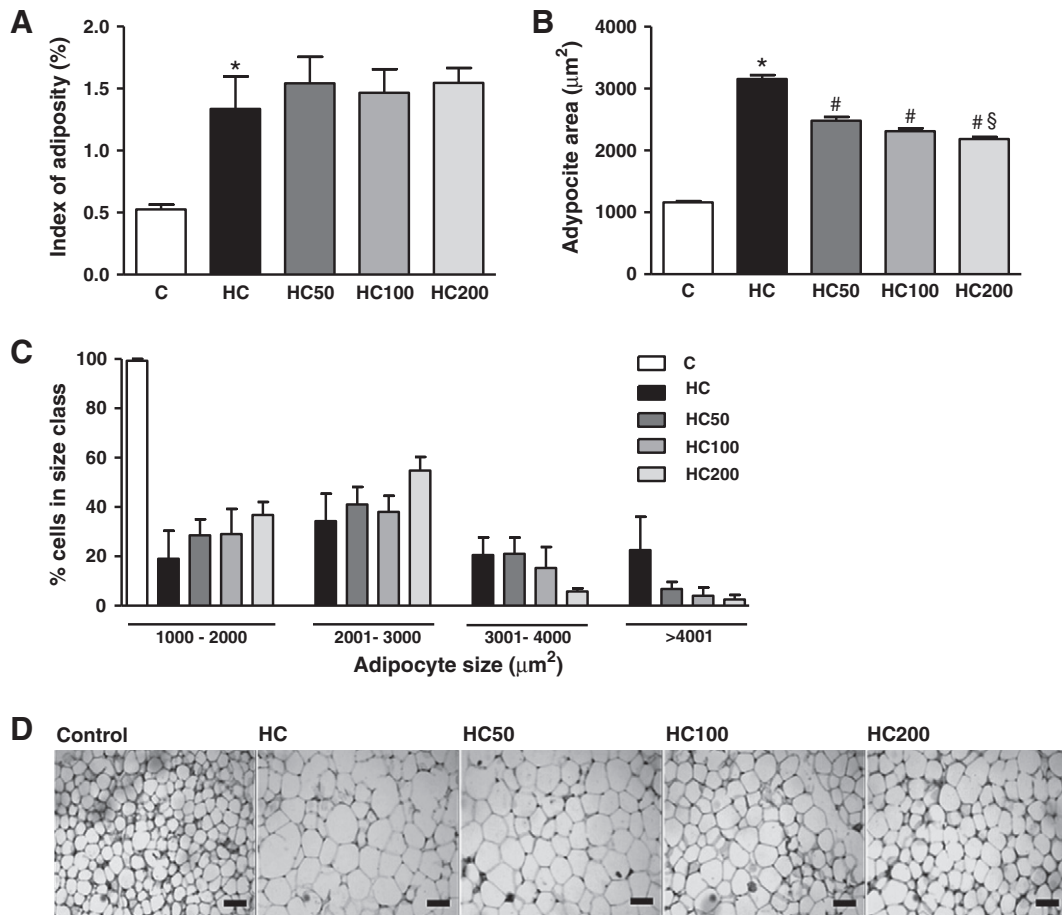 A
Index of adiposity (%)
2.0
1.5
1.0
0.5
0.0
*
C HC HC50 HC100 HC200
B
Adypocite area (μm²)
4000
3000
2000
1000
0
*
# # # §
C HC HC50 HC100 HC200
C
% cells in size class
100
80
60
40
20
0
C
HC
HC50
HC100
HC200
1000 - 2000 2001- 3000 3001- 4000 >4001
Adipocyte size (μm²)
D
Control HC HC50 HC100 HC200